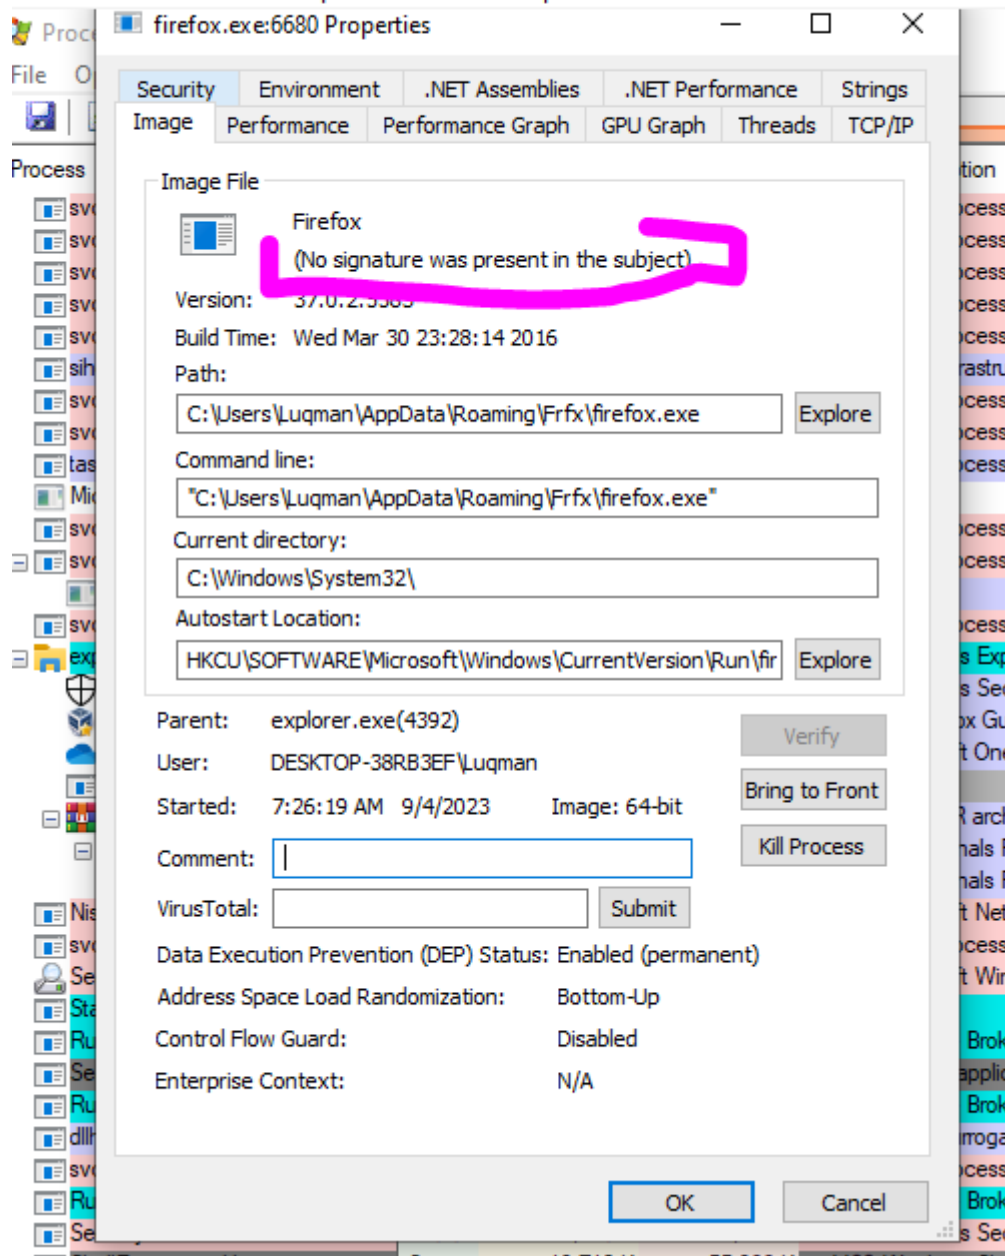 firefox.exe:6680 Properties
File
Security Environment .NET Assemblies .NET Performance Strings
Image Performance Performance Graph GPU Graph Threads TCP/IP
Process
Image File
Firefox
(No signature was present in the subject)
Version:
Build Time: Wed Mar 30 23:28:14 2016
Path:
C:\Users\Luqman\AppData\Roaming\Frfx\firefox.exe Explore
Command line:
"C:\Users\Luqman\AppData\Roaming\Frfx\firefox.exe"
Current directory:
C:\Windows\System32\
Autostart Location:
HKCU\SOFTWARE\Microsoft\Windows\CurrentVersion\Run\fir Explore
Parent: explorer.exe(4392)
Verify
User: DESKTOP-38RB3EF\Luqman
Bring to Front
Started: 7:26:19 AM 9/4/2023 Image: 64-bit
Kill Process
Comment:
VirusTotal: Submit
Data Execution Prevention (DEP) Status: Enabled (permanent)
Address Space Load Randomization: Bottom-Up
Control Flow Guard: Disabled
Enterprise Context: N/A
OK Cancel